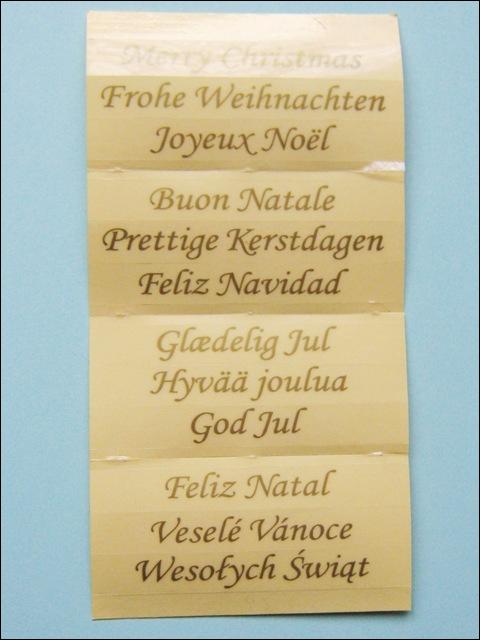 Merry Christmas
Frohe Weihnachten
Joyeux Noël
Buon Natale
Prettige Kerstdagen
Feliz Navidad
Glædelig Jul
Hyvää joulua
God Jul
Feliz Natal
Veselé Vánoce
Wesołych Świąt